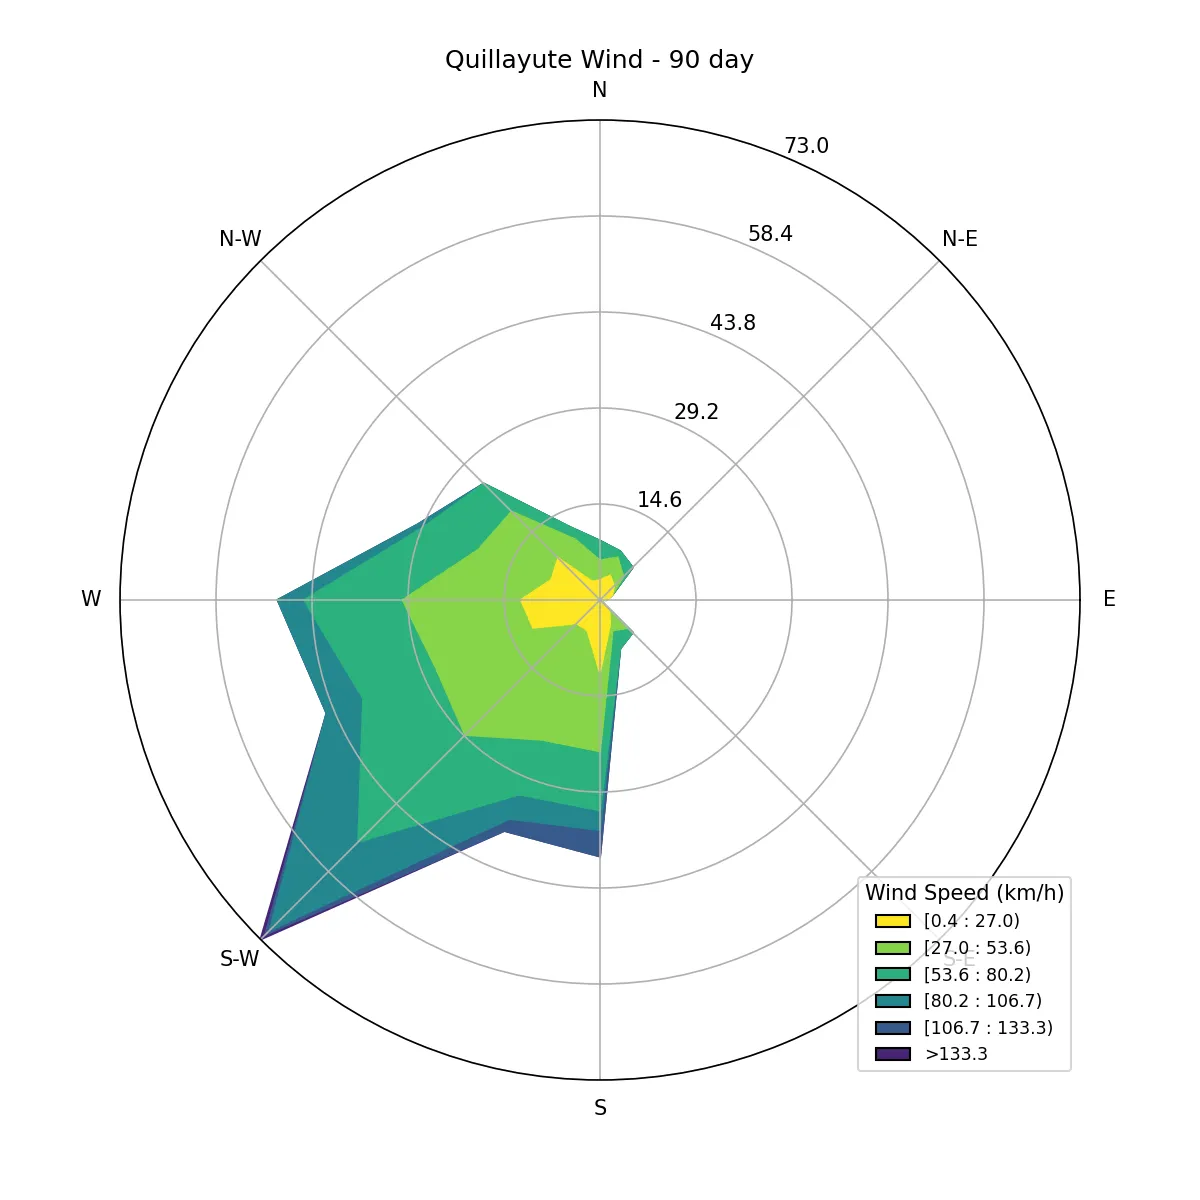 Quillayute Wind - 90 day
N
73.0
58.4
N-W
N-E
43.8
29.2
14.6
W
E
Wind Speed (km/h)
[0.4 : 27.0)
[27.0 : 53.6)
S-W
S-E
[53.6 : 80.2)
[80.2 : 106.7)
[106.7 : 133.3)
>133.3
S